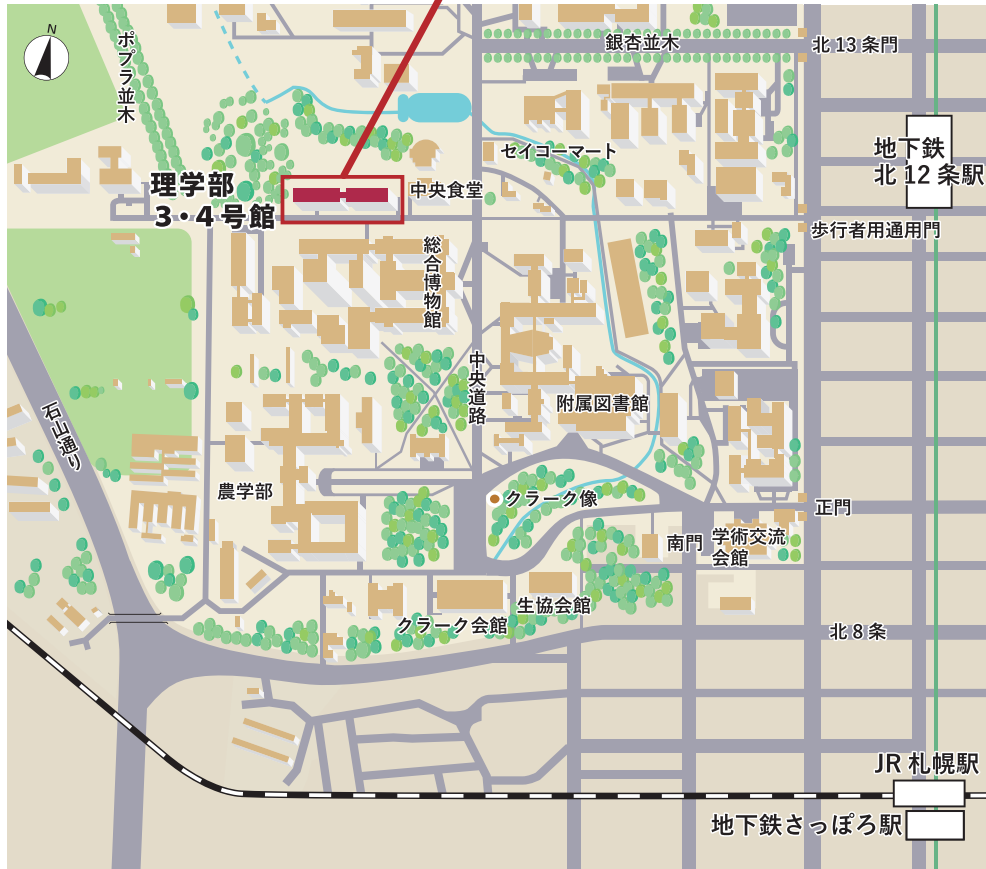 N
ポプラ並木
銀杏並木
北13条門
セイコーマート
地下鉄
北12条駅
理学部
3・4号館
中央食堂
歩行者用通用門
総合博物館
中央道路
石山通り
附属図書館
農学部
クラーク像
正門
南門
学術交流
会館
生協会館
クラーク会館
北8条
JR札幌駅
地下鉄さっぽろ駅